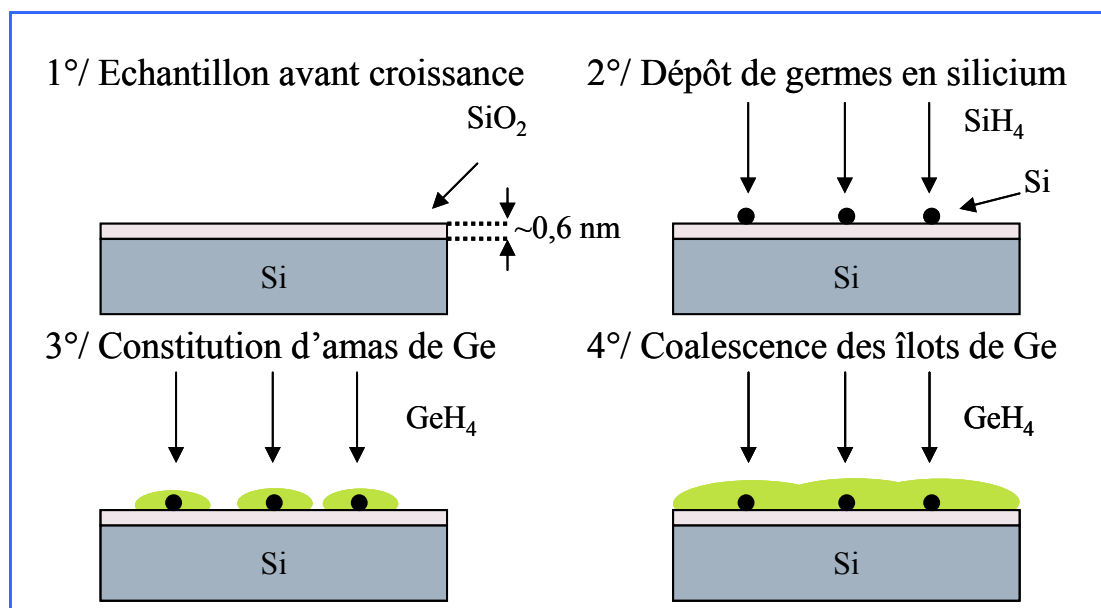 1°/ Echantillon avant croissance
SiO₂
~0,6 nm
Si
2°/ Dépôt de germes en silicium
SiH₄
Si
Si
3°/ Constitution d’amas de Ge
GeH₄
Si
4°/ Coalescence des îlots de Ge
GeH₄
Si